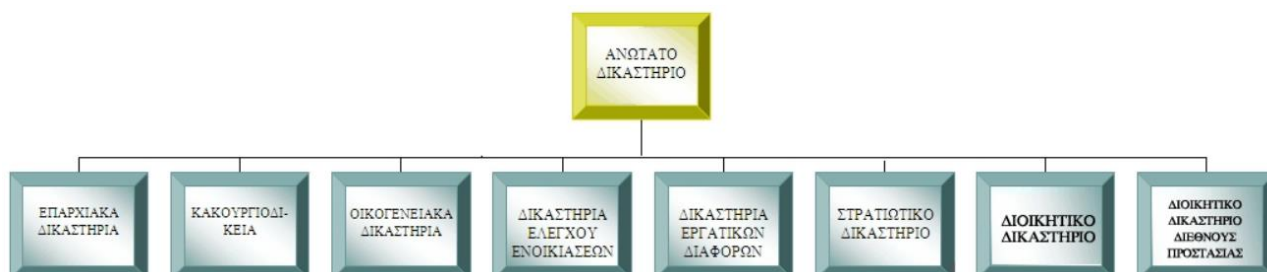 ΑΝΩΤΑΤΟ
ΔΙΚΑΣΤΗΡΙΟ
ΕΠΑΡΧΙΑΚΑ
ΔΙΚΑΣΤΗΡΙΑ
ΚΑΚΟΥΡΓΙΟΔΙ-
ΚΕΙΑ
ΟΙΚΟΓΕΝΕΙΑΚΑ
ΔΙΚΑΣΤΗΡΙΑ
ΔΙΚΑΣΤΗΡΙΑ
ΕΛΕΓΧΟΥ
ΕΝΟΙΚΙΑΣΕΩΝ
ΔΙΚΑΣΤΗΡΙΑ
ΕΡΓΑΤΙΚΩΝ
ΔΙΑΦΟΡΩΝ
ΣΤΡΑΤΙΩΤΙΚΟ
ΔΙΚΑΣΤΗΡΙΟ
ΔΙΟΙΚΗΤΙΚΟ
ΔΙΚΑΣΤΗΡΙΟ
ΔΙΟΙΚΗΤΙΚΟ
ΔΙΚΑΣΤΗΡΙΟ
ΔΙΕΘΝΟΥΣ
ΠΡΟΣΤΑΣΙΑΣ